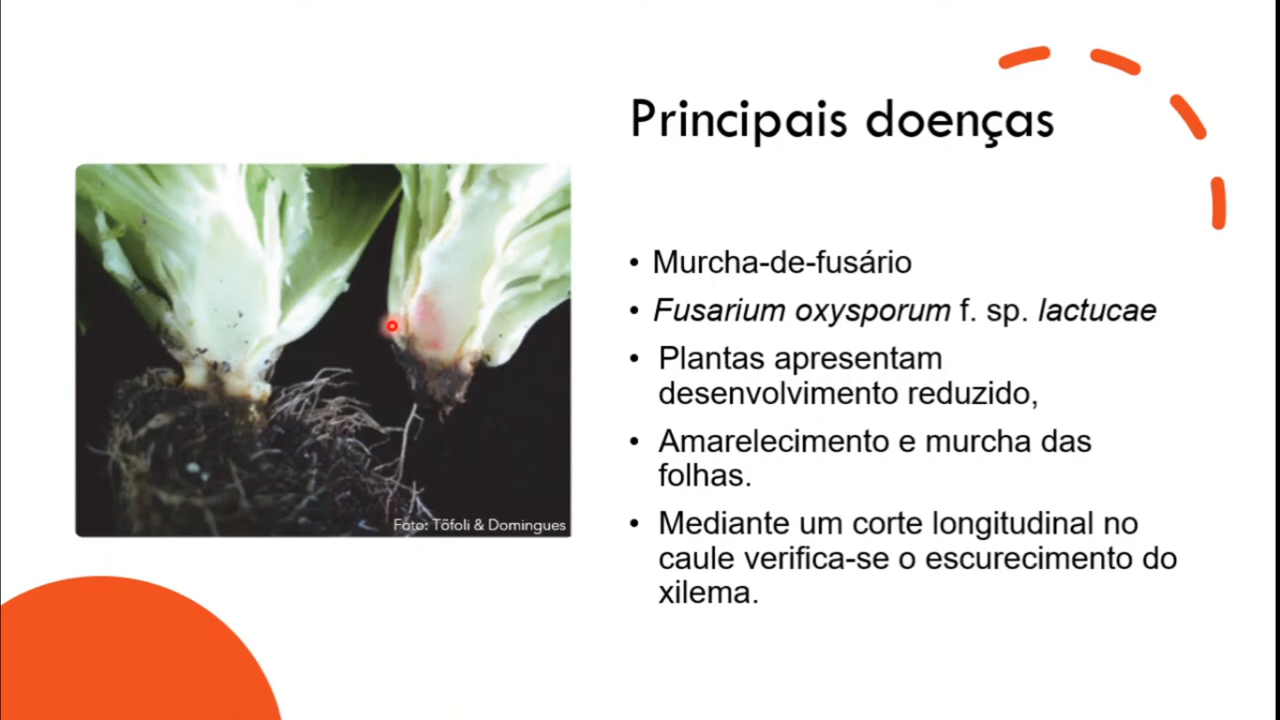 Principais doenças
• Murcha-de-fusário
• Fusarium oxysporum f. sp. lactucae
• Plantas apresentam
desenvolvimento reduzido,
• Amarelecimento e murcha das
folhas.
• Mediante um corte longitudinal no
caule verifica-se o escurecimento do
xilema.
Foto: Töfoli & Domingues